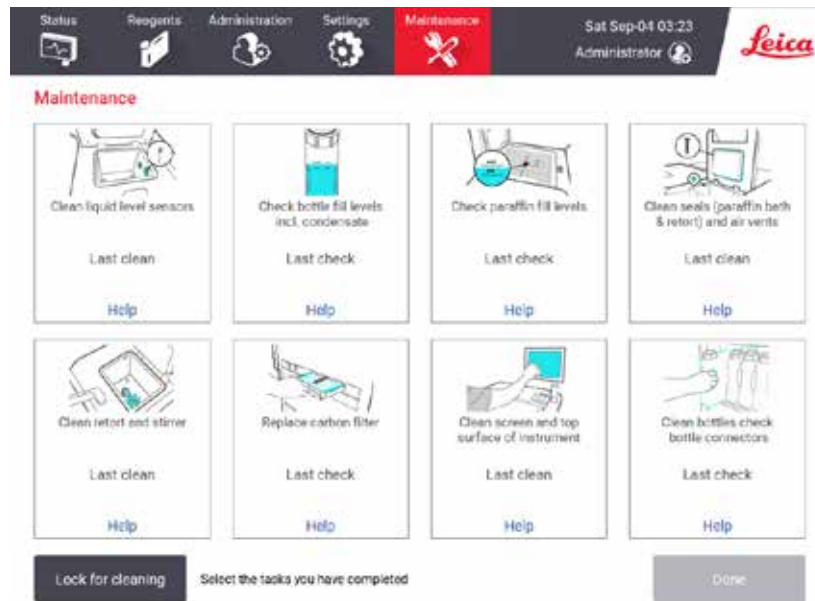 Status Reagents Administration Settings Maintenance
Sat Sep-04 03:23
Administrator
Leica
Maintenance
Clean liquid level sensors
Last clean
Help
Check bottle fill levels
incl. condensate
Last check
Help
Check paraffin fill levels
Last check
Help
Clean seals (paraffin bath
& retort) and air vents
Last clean
Help
Clean retort and stirrer
Last clean
Help
Replace carbon filter
Last check
Help
Clean screen and top
surface of instrument
Last clean
Help
Clean bottles check
bottle connectors
Last check
Help
Lock for cleaning
Select the tasks you have completed
Done